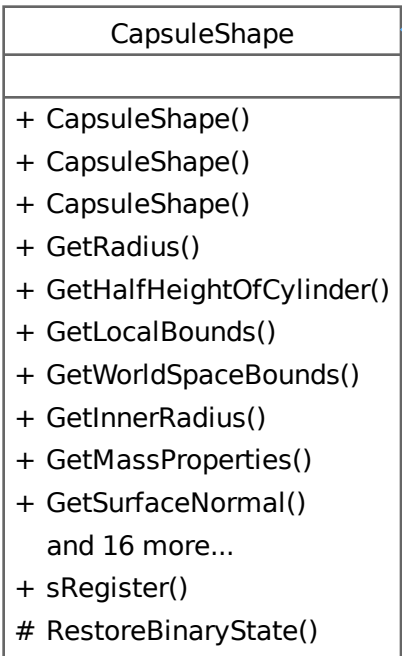 CapsuleShape
+ CapsuleShape()
+ CapsuleShape()
+ CapsuleShape()
+ GetRadius()
+ GetHalfHeightOfCylinder()
+ GetLocalBounds()
+ GetWorldSpaceBounds()
+ GetInnerRadius()
+ GetMassProperties()
+ GetSurfaceNormal()
and 16 more...
+ sRegister()
# RestoreBinaryState()